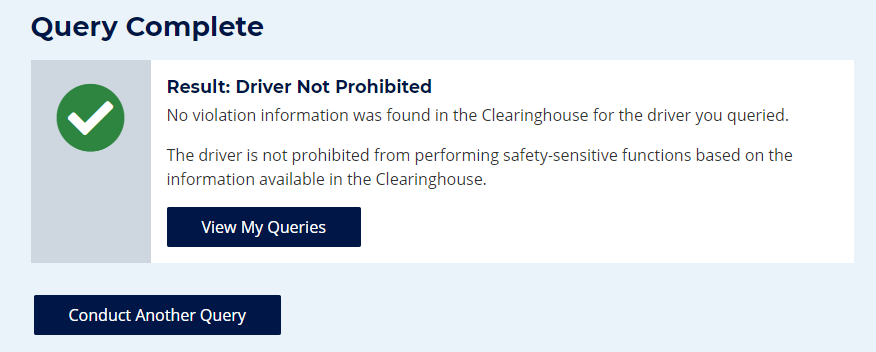 Query Complete
Result: Driver Not Prohibited
No violation information was found in the Clearinghouse for the driver you queried.
The driver is not prohibited from performing safety-sensitive functions based on the
information available in the Clearinghouse.
View My Queries
Conduct Another Query